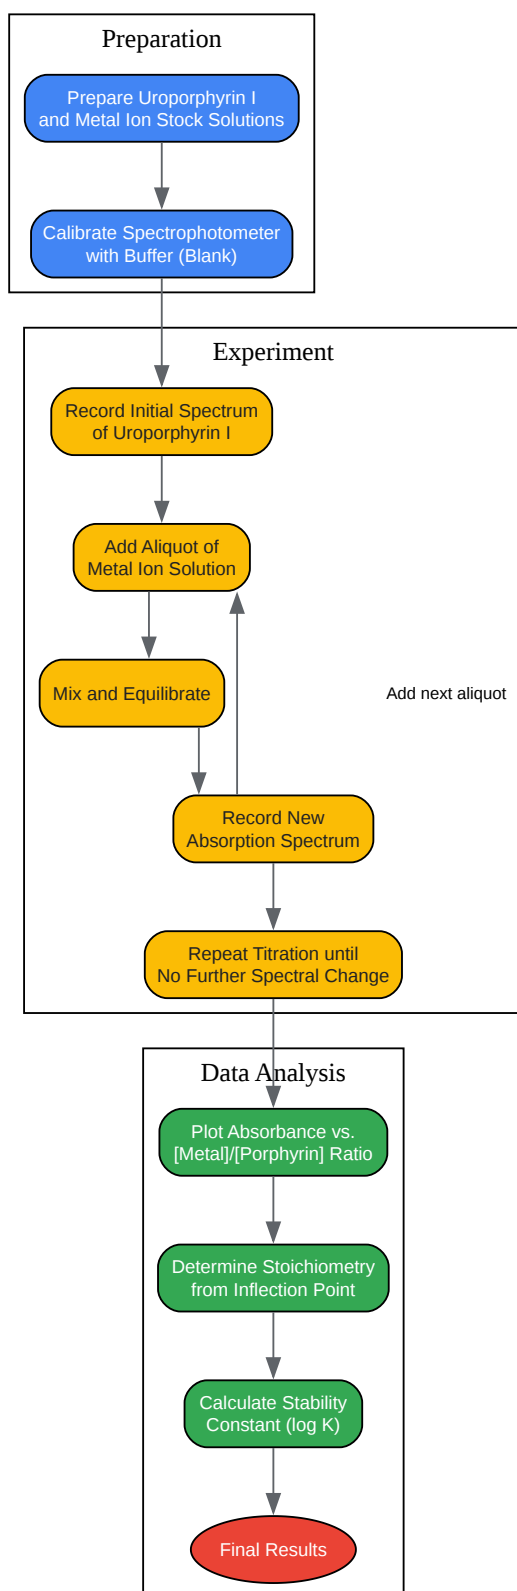 Preparation
Prepare Uroporphyrin I
and Metal Ion Stock Solutions
Calibrate Spectrophotometer
with Buffer (Blank)
Experiment
Record Initial Spectrum
of Uroporphyrin I
Add Aliquot of
Metal Ion Solution
Mix and Equilibrate
Add next aliquot
Record New
Absorption Spectrum
Repeat Titration until
No Further Spectral Change
Data Analysis
Plot Absorbance vs.
[Metal]/[Porphyrin] Ratio
Determine Stoichiometry
from Inflection Point
Calculate Stability
Constant (log K)
Final Results